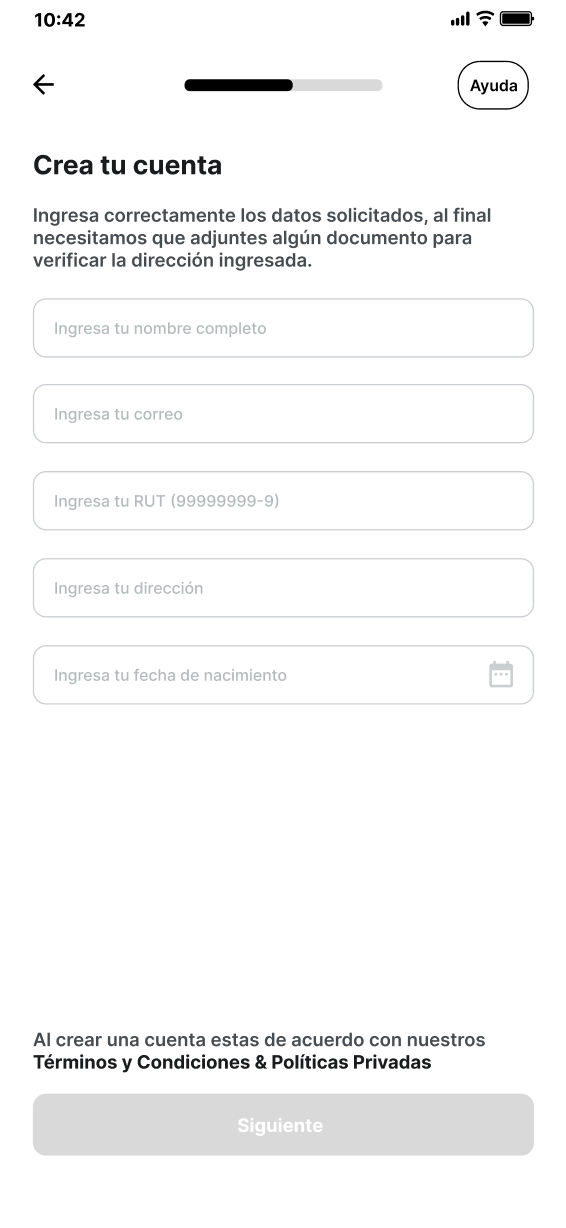 10:42
Ayuda
Crea tu cuenta
Ingresa correctamente los datos solicitados, al final
necesitamos que adjuntes algún documento para
verificar la dirección ingresada.
Ingresa tu nombre completo
Ingresa tu correo
Ingresa tu RUT (99999999-9)
Ingresa tu dirección
Ingresa tu fecha de nacimiento
Al crear una cuenta estas de acuerdo con nuestros
Términos y Condiciones & Políticas Privadas
Siguiente